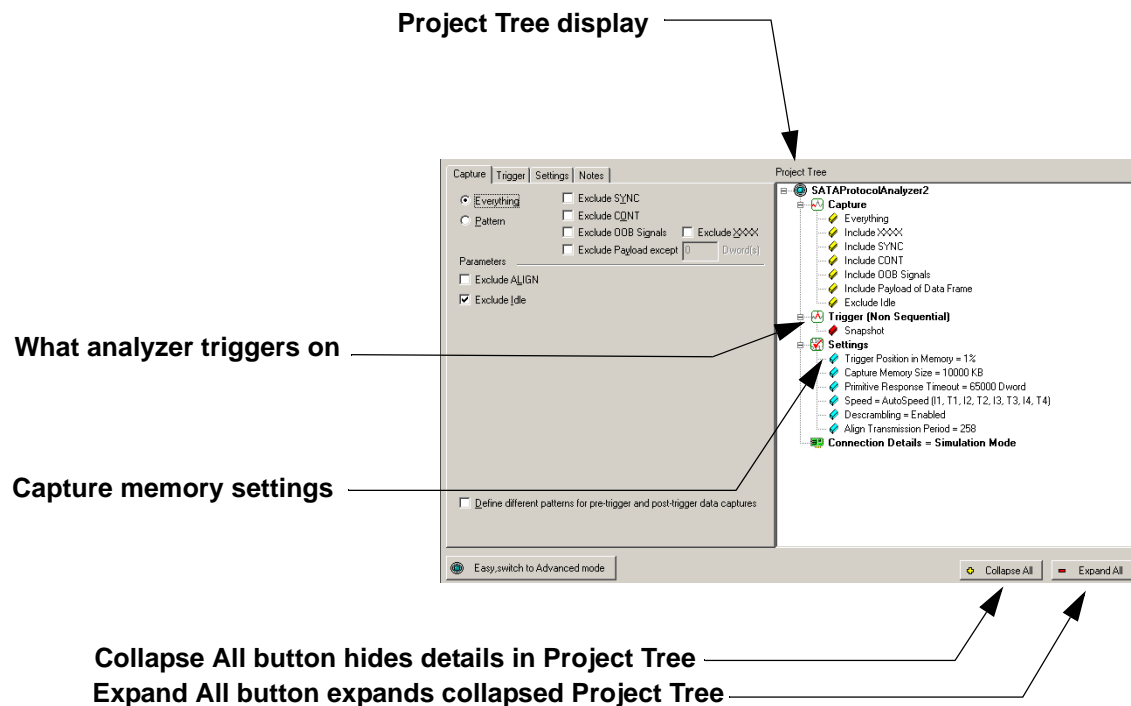 Project Tree display
Capture Trigger Settings Notes
Everything
Pattern
Exclude SYNC
Exclude CONT
Exclude OOB Signals Exclude XXXX
Exclude Payload except 0 Dword(s)
Parameters
Exclude ALIGN
Exclude Idle
Define different patterns for pre-trigger and post-trigger data captures
Easy,switch to Advanced mode
Project Tree
SATAProtocolAnalyzer2
Capture
Everything
Include XXXX
Include SYNC
Include CONT
Include OOB Signals
Include Payload of Data Frame
Exclude Idle
Trigger (Non Sequential)
Snapshot
Settings
Trigger Position in Memory = 1%
Capture Memory Size = 10000 KB
Primitive Response Timeout = 65000 Dword
Speed = AutoSpeed (I1, T1, I2, T2, I3, T3, I4, T4)
Descrambling = Enabled
Align Transmission Period = 258
Connection Details = Simulation Mode
Collapse All Expand All
What analyzer triggers on
Capture memory settings
Collapse All button hides details in Project Tree
Expand All button expands collapsed Project Tree